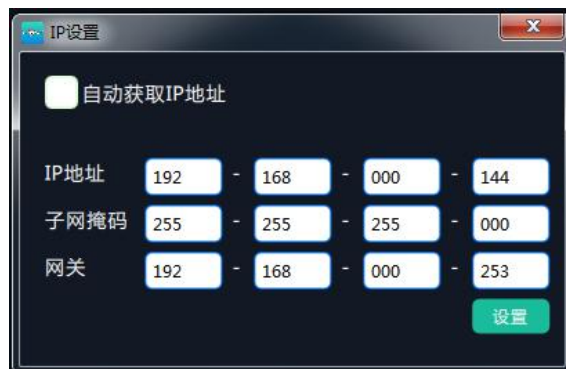 IP设置
自动获取IP地址
IP地址 192 - 168 - 000 - 144
子网掩码 255 - 255 - 255 - 000
网关 192 - 168 - 000 - 253
设置